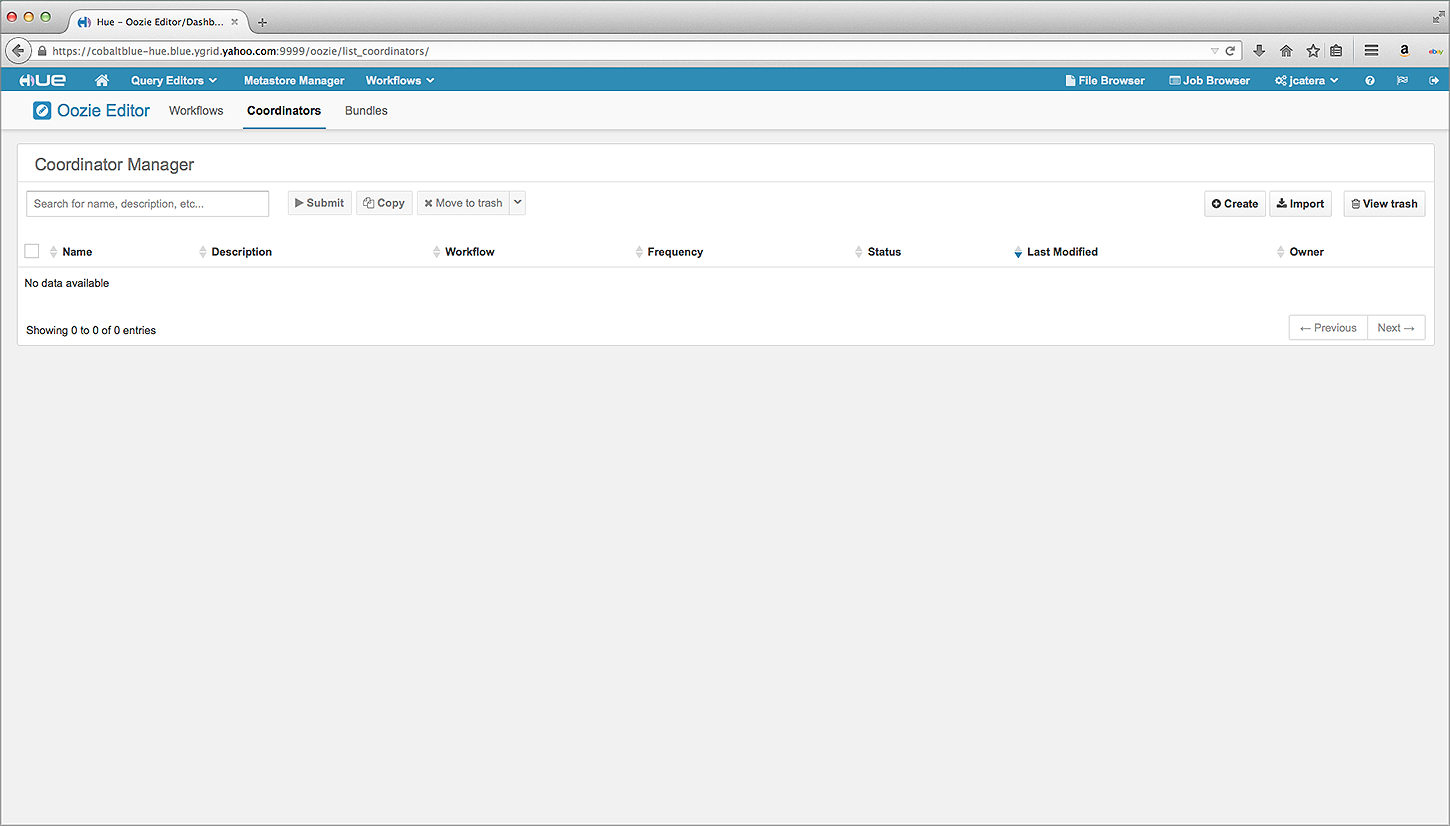 Hue - Oozie Editor/Dashb...
https://cobaltblue-hue.blue.ygrid.yahoo.com:9999/oozie/list_coordinators/
a
ebay
HUE Query Editors Metastore Manager Workflows File Browser Job Browser jcatera
Oozie Editor Workflows Coordinators Bundles
Coordinator Manager
Search for name, description, etc... Submit Copy Move to trash Create Import View trash
Name Description Workflow Frequency Status Last Modified Owner
No data available
Showing 0 to 0 of 0 entries ← Previous Next →